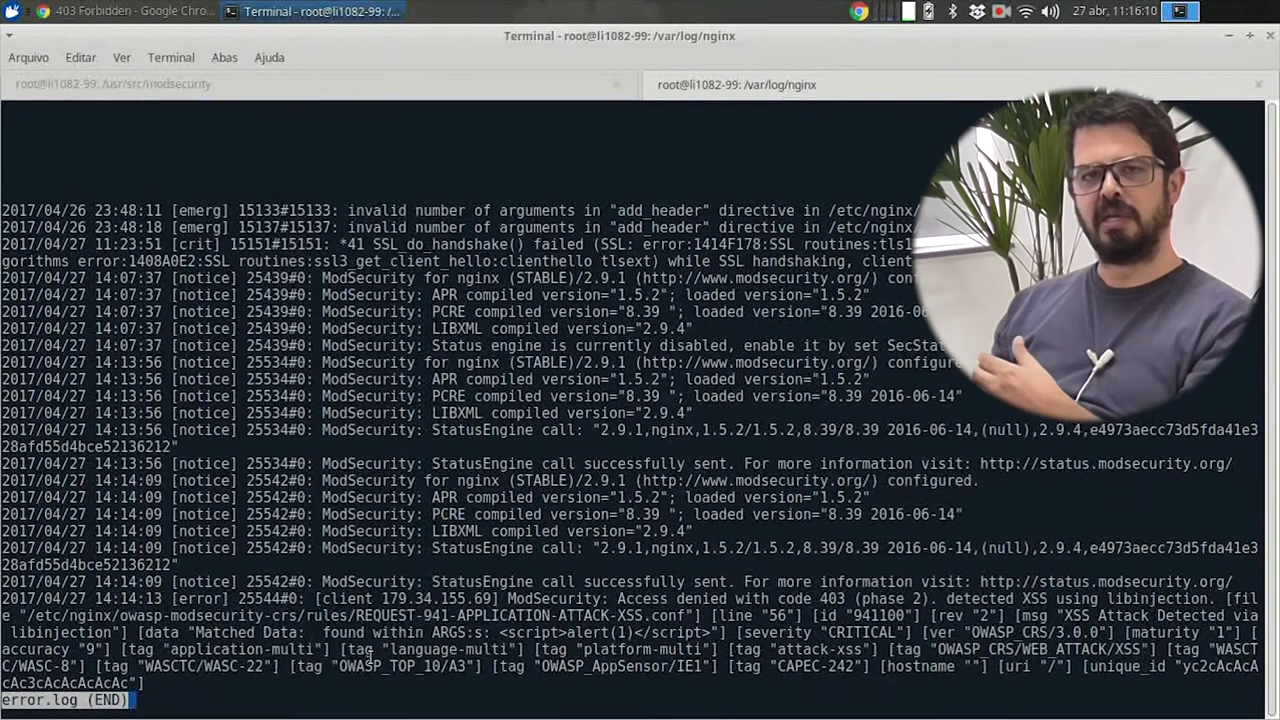 403 Forbidden - Google Chro... Terminal - root@li1082-99: /... 27 abr, 11:16:10
Terminal - root@li1082-99: /var/log/nginx
Arquivo Editar Ver Terminal Abas Ajuda
root@li1082-99: /usr/src/modsecurity root@li1082-99: /var/log/nginx
2017/04/26 23:48:11 [emerg] 15133#15133: invalid number of arguments in "add_header" directive in /etc/nginx/
2017/04/26 23:48:18 [emerg] 15137#15137: invalid number of arguments in "add_header" directive in /etc/nginx/
2017/04/27 11:23:51 [crit] 15151#15151: *41 SSL_do_handshake() failed (SSL: error:1414F178:SSL routines:tls1
gorithms error:1408A0E2:SSL routines:ssl3_get_client_hello:clienthello tlsext) while SSL handshaking, client
2017/04/27 14:07:37 [notice] 25439#0: ModSecurity for nginx (STABLE)/2.9.1 (http://www.modsecurity.org/) conf
2017/04/27 14:07:37 [notice] 25439#0: ModSecurity: APR compiled version="1.5.2"; loaded version="1.5.2"
2017/04/27 14:07:37 [notice] 25439#0: ModSecurity: PCRE compiled version="8.39 "; loaded version="8.39 2016-06
2017/04/27 14:07:37 [notice] 25439#0: ModSecurity: LIBXML compiled version="2.9.4"
2017/04/27 14:07:37 [notice] 25439#0: ModSecurity: Status engine is currently disabled, enable it by set SecStat
2017/04/27 14:13:56 [notice] 25534#0: ModSecurity for nginx (STABLE)/2.9.1 (http://www.modsecurity.org/) configured
2017/04/27 14:13:56 [notice] 25534#0: ModSecurity: APR compiled version="1.5.2"; loaded version="1.5.2"
2017/04/27 14:13:56 [notice] 25534#0: ModSecurity: PCRE compiled version="8.39 "; loaded version="8.39 2016-06-14"
2017/04/27 14:13:56 [notice] 25534#0: ModSecurity: LIBXML compiled version="2.9.4"
2017/04/27 14:13:56 [notice] 25534#0: ModSecurity: StatusEngine call: "2.9.1,nginx,1.5.2/1.5.2,8.39/8.39 2016-06-14,(null),2.9.4,e4973aecc73d5fda41e3
28afd55d4bce52136212"
2017/04/27 14:13:56 [notice] 25534#0: ModSecurity: StatusEngine call successfully sent. For more information visit: http://status.modsecurity.org/
2017/04/27 14:14:09 [notice] 25542#0: ModSecurity for nginx (STABLE)/2.9.1 (http://www.modsecurity.org/) configured.
2017/04/27 14:14:09 [notice] 25542#0: ModSecurity: APR compiled version="1.5.2"; loaded version="1.5.2"
2017/04/27 14:14:09 [notice] 25542#0: ModSecurity: PCRE compiled version="8.39 "; loaded version="8.39 2016-06-14"
2017/04/27 14:14:09 [notice] 25542#0: ModSecurity: LIBXML compiled version="2.9.4"
2017/04/27 14:14:09 [notice] 25542#0: ModSecurity: StatusEngine call: "2.9.1,nginx,1.5.2/1.5.2,8.39/8.39 2016-06-14,(null),2.9.4,e4973aecc73d5fda41e3
28afd55d4bce52136212"
2017/04/27 14:14:09 [notice] 25542#0: ModSecurity: StatusEngine call successfully sent. For more information visit: http://status.modsecurity.org/
2017/04/27 14:14:13 [error] 25544#0: [client 179.34.155.69] ModSecurity: Access denied with code 403 (phase 2). detected XSS using libinjection. [fil
e "/etc/nginx/owasp-modsecurity-crs/rules/REQUEST-941-APPLICATION-ATTACK-XSS.conf"] [line "56"] [id "941100"] [rev "2"] [msg "XSS Attack Detected via
 libinjection"] [data "Matched Data:  found within ARGS:s: <script>alert(1)</script>"] [severity "CRITICAL"] [ver "OWASP_CRS/3.0.0"] [maturity "1"] [
accuracy "9"] [tag "application-multi"] [tag "language-multi"] [tag "platform-multi"] [tag "attack-xss"] [tag "OWASP_CRS/WEB_ATTACK/XSS"] [tag "WASCT
C/WASC-8"] [tag "WASCTC/WASC-22"] [tag "OWASP_TOP_10/A3"] [tag "OWASP_AppSensor/IE1"] [tag "CAPEC-242"] [hostname ""] [uri "/"] [unique_id "yc2cAcAcA
cAc3cAcAcAcAcAc"]
error.log (END)